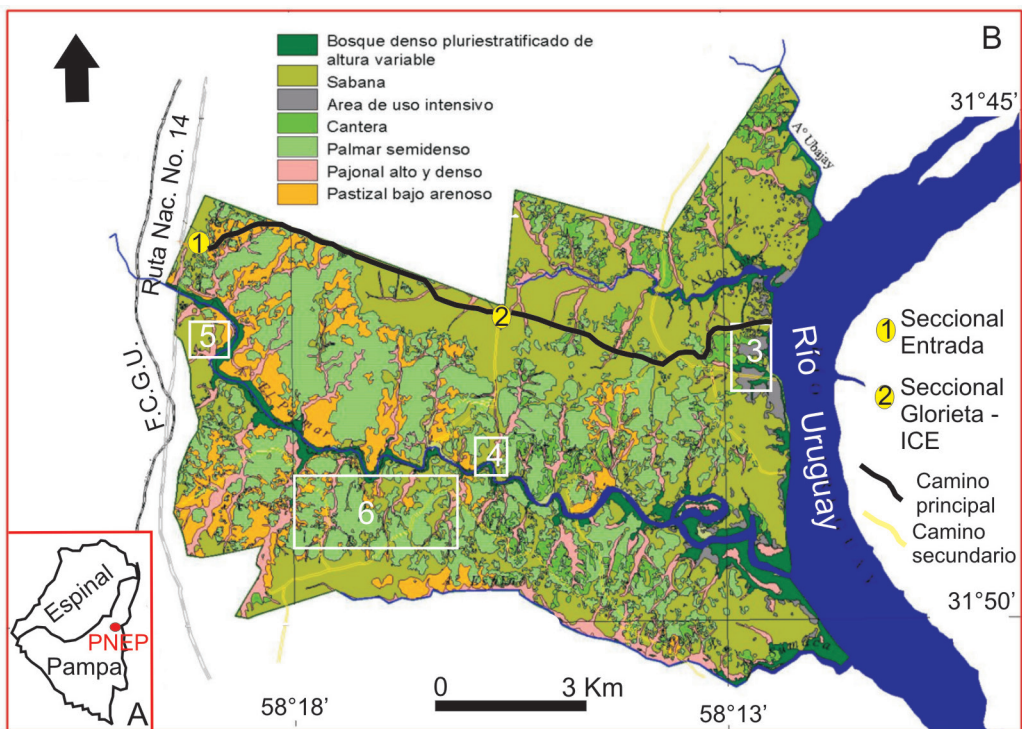 B
Bosque denso pluriestratificado de
altura variable
Sabana
Area de uso intensivo
Cantera
Palmar semidenso
Pajonal alto y denso
Pastizal bajo arenoso
31°45'
A° Ubajay
Ruta Nac. No. 14
F.C.G.U.
1
2
3
4
5
6
Río
Uruguay
1 Seccional
Entrada
2 Seccional
Glorieta -
ICE
Camino
principal
Camino
secundario
31°50'
Espinal
PNEP
Pampa
A
0 3 Km
58°18'
58°13'